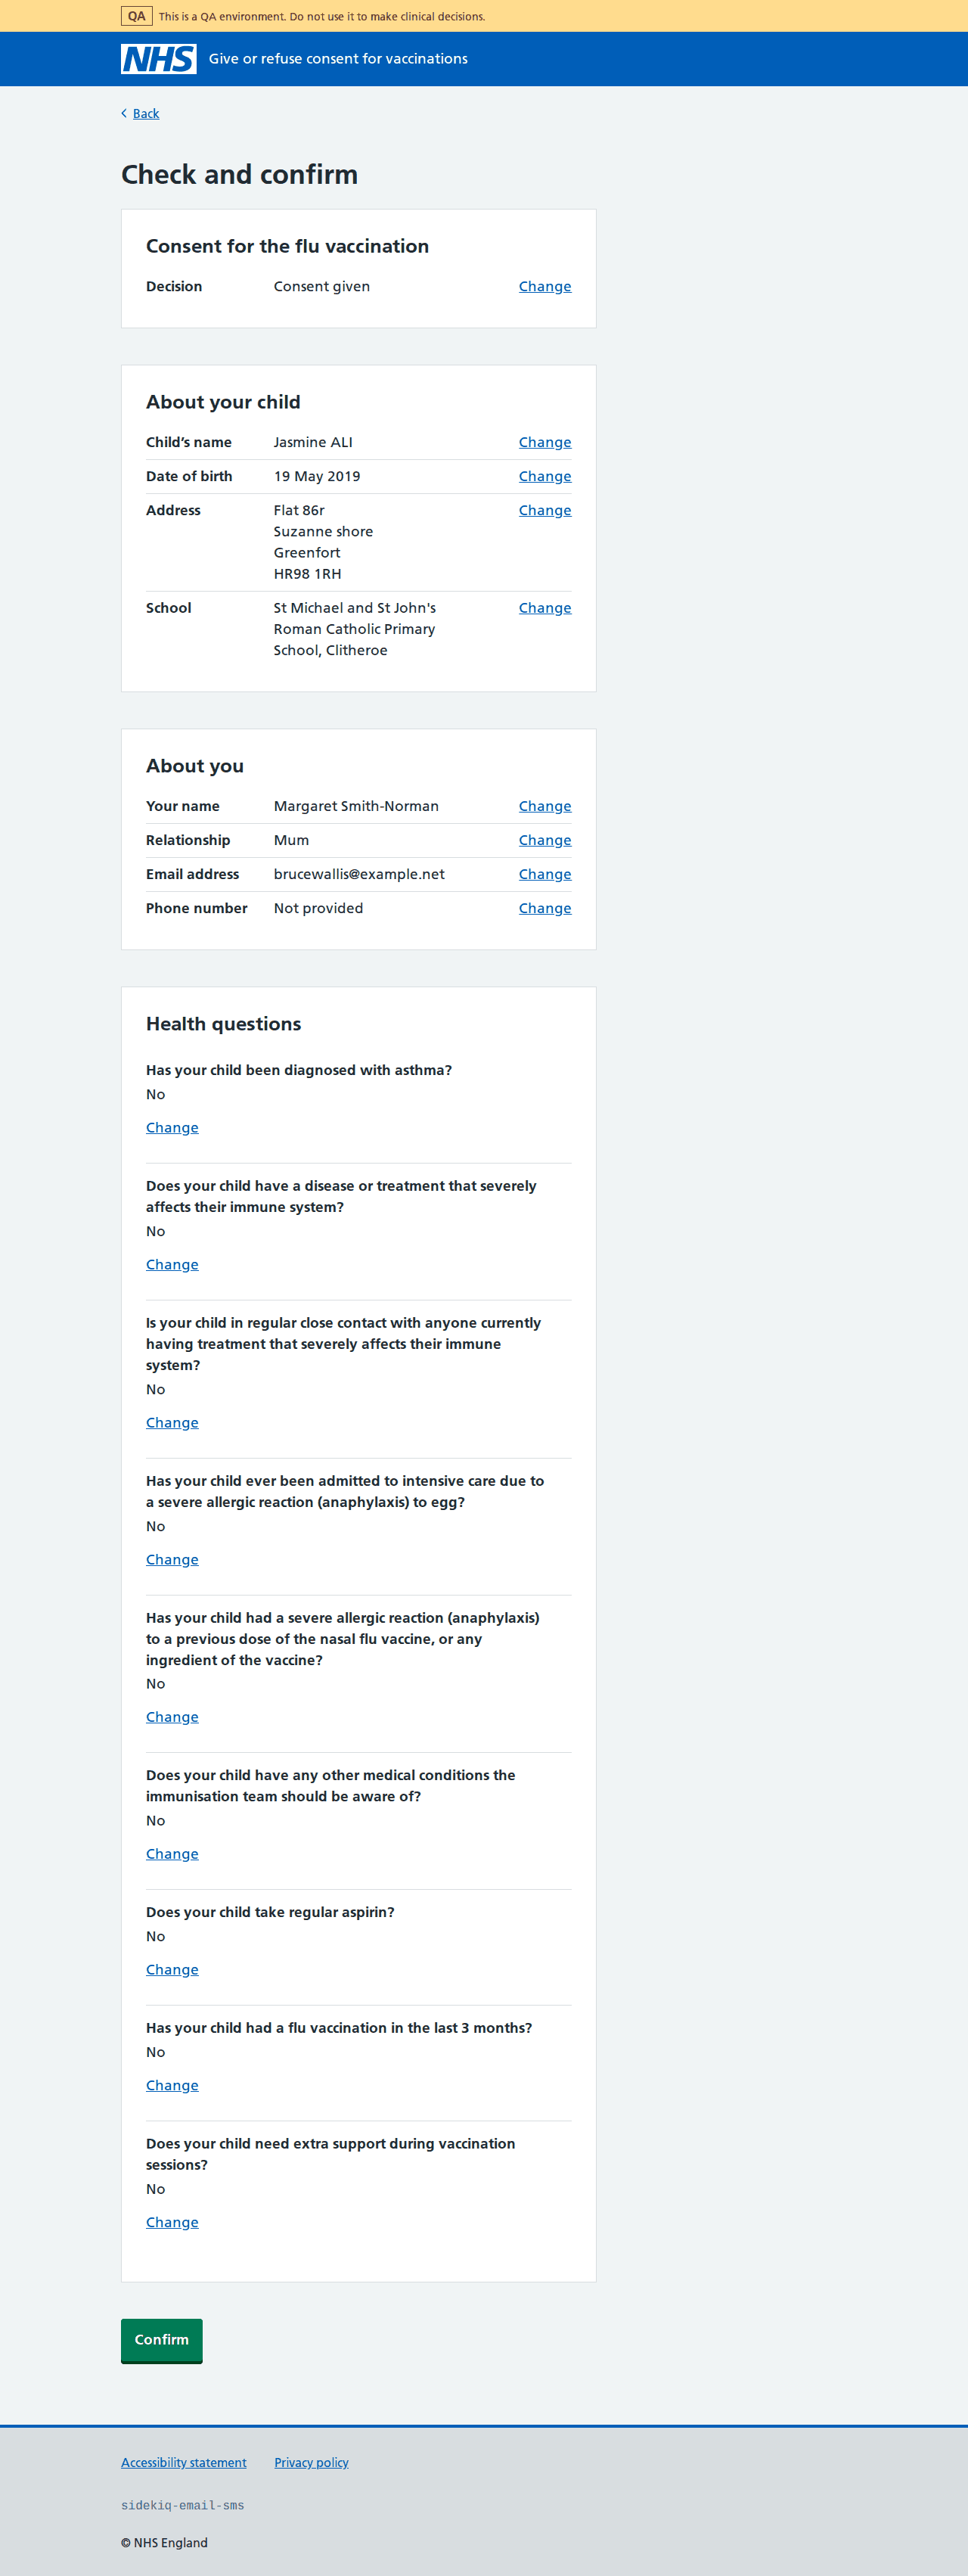 QA This is a QA environment. Do not use it to make clinical decisions.
NHS Give or refuse consent for vaccinations
Back
Check and confirm
Consent for the flu vaccination
Decision Consent given Change
About your child
Child’s name Jasmine ALI Change
Date of birth 19 May 2019 Change
Address Flat 86r Change
Suzanne shore
Greenfort
HR98 1RH
School St Michael and St John's Change
Roman Catholic Primary
School, Clitheroe
About you
Your name Margaret Smith-Norman Change
Relationship Mum Change
Email address brucewallis@example.net Change
Phone number Not provided Change
Health questions
Has your child been diagnosed with asthma?
No
Change
Does your child have a disease or treatment that severely
affects their immune system?
No
Change
Is your child in regular close contact with anyone currently
having treatment that severely affects their immune
system?
No
Change
Has your child ever been admitted to intensive care due to
a severe allergic reaction (anaphylaxis) to egg?
No
Change
Has your child had a severe allergic reaction (anaphylaxis)
to a previous dose of the nasal flu vaccine, or any
ingredient of the vaccine?
No
Change
Does your child have any other medical conditions the
immunisation team should be aware of?
No
Change
Does your child take regular aspirin?
No
Change
Has your child had a flu vaccination in the last 3 months?
No
Change
Does your child need extra support during vaccination
sessions?
No
Change
Confirm
Accessibility statement Privacy policy
sidekiq-email-sms
© NHS England